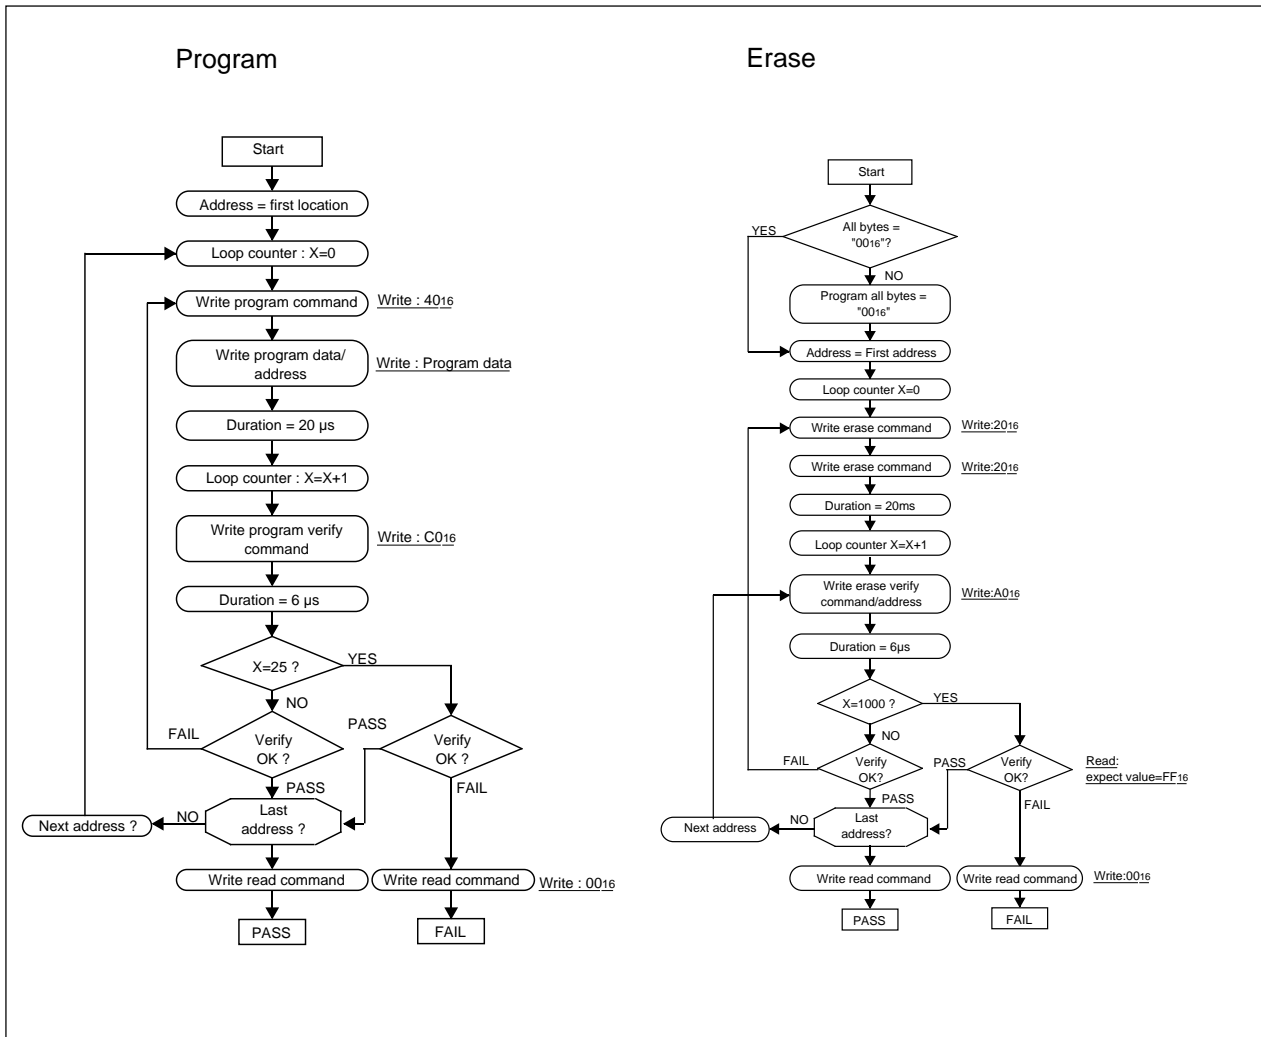 Program
Start
Address = first location
Loop counter : X=0
Write program command
Write : 4016
Write program data/
address
Write : Program data
Duration = 20 µs
Loop counter : X=X+1
Write program verify
command
Write : C016
Duration = 6 µs
X=25 ?
YES
NO
FAIL
Verify
OK ?
PASS
PASS
Verify
OK ?
FAIL
Last
address ?
NO
Next address ?
Write read command
Write read command
Write : 0016
PASS
FAIL
Erase
Start
All bytes =
"0016"?
YES
NO
Program all bytes =
"0016"
Address = First address
Loop counter X=0
Write erase command
Write:2016
Write erase command
Write:2016
Duration = 20ms
Loop counter X=X+1
Write erase verify
command/address
Write:A016
Duration = 6µs
X=1000 ?
YES
NO
FAIL
Verify
OK?
PASS
PASS
Verify
OK?
FAIL
Read:
expect value=FF16
Last
address?
NO
Next address
Write read command
Write read command
Write:0016
PASS
FAIL